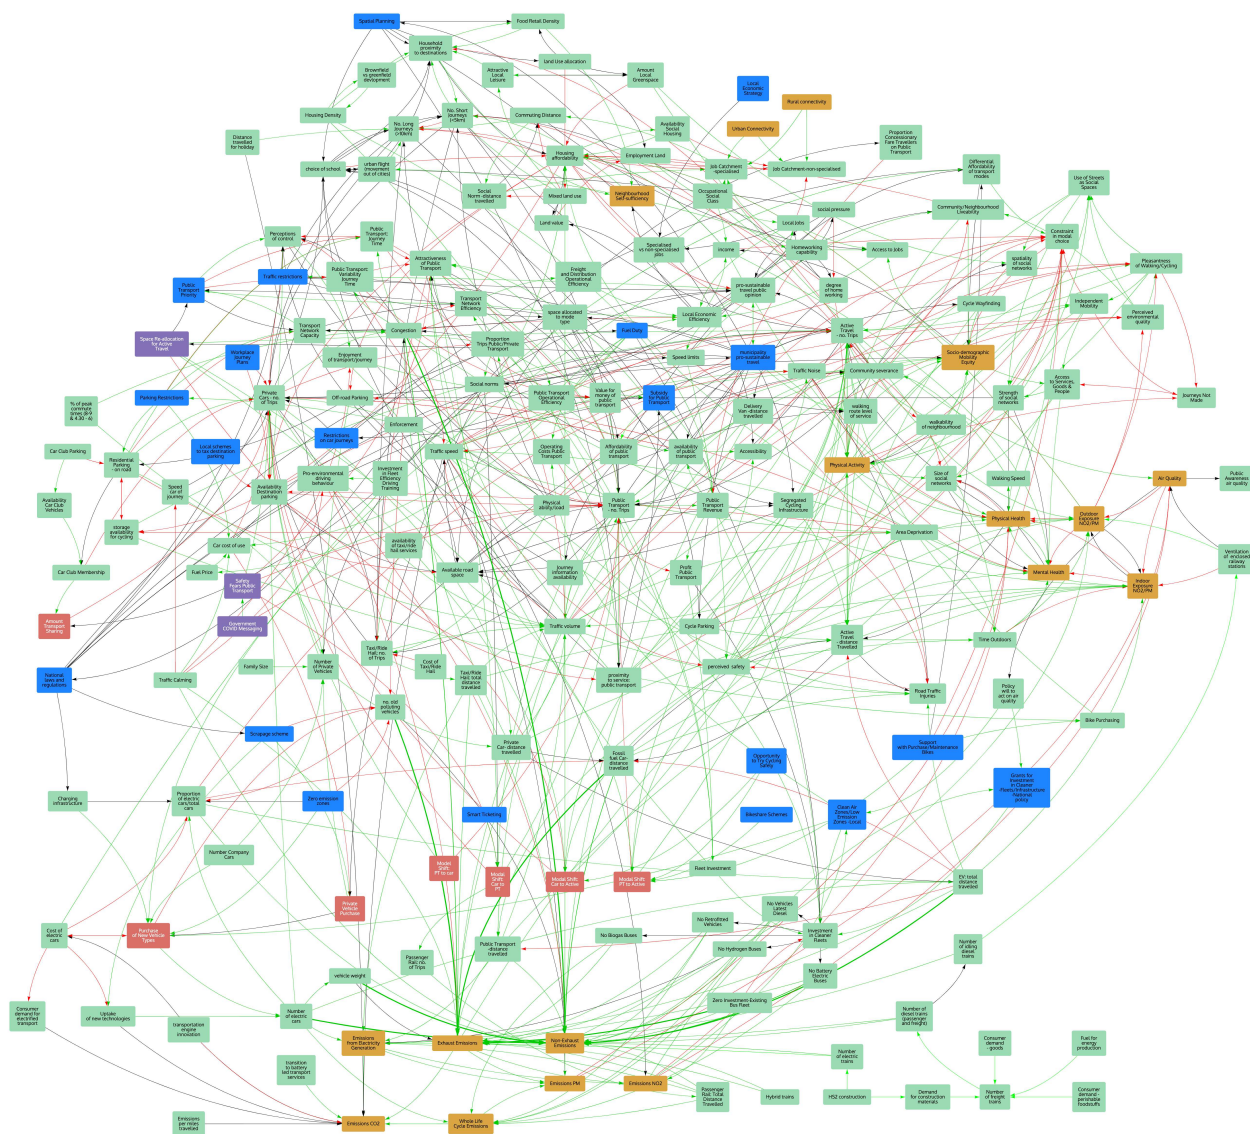 Spatial Planning
Food Retail Density
Household
proximity
to destinations
land Use allocation
Brownfield
vs greenfield
devlopment
Attractive
Local
Leisure
Amount
Local
Greenspace
Local
Economic
Strategy
Rural connectivity
Housing Density
No. Short
Journeys
(<5km)
Commuting Distance
No. Long
Journeys
(>10km)
Availability
Social
Housing
Urban Connectivity
Distance
travelled
for holiday
Proportion
Concessionary
Fare Travellers
on Public
Transport
Housing
affordability
Employment Land
choice of school
urban flight
(movement
out of cities)
Job Catchment
-specialised
Job Catchment-non-specialised
Differential
Affordability
of transport
modes
Use of Streets
as Social
Spaces
Social
Norm -distance
travelled
Mixed land use
Neighbourhood
Self-sufficiency
Occupational
Social
Class
social pressure
Community/Neighbourhood
Liveability
Land value
Local Jobs
Perceptions
of control
Public
Transport:
Journey
Time
Specialised
vs non-specialised
jobs
income
Homeworking
capability
Access to Jobs
Constraint
in modal
choice
Attractiveness
of Public
Transport
spatiality
of social
networks
Pleasantness
of Walking/Cycling
Traffic restrictions
Public Transport
Variability
Journey
Time
Freight
and Distribution
Operational
Efficiency
pro-sustainable
travel public
opinion
degree
of home
working
Public
Transport
Priority
Transport
Network
Efficiency
space allocated
to mode
type
Local Economic
Efficiency
Cycle Wayfinding
Independent
Mobility
Perceived
environmental
quality
Space Re-allocation
for Active
Travel
Transport
Network
Capacity
Congestion
Fuel Duty
Active
Travel
- no. Trips
Workplace
Journey
Plans
Enjoyment
of transport/journey
Proportion
Trips Public/Private
Transport
Speed limits
municipality
pro-sustainable
travel
Socio-demographic
Mobility
Equity
Traffic Noise
Community severance
Access
to Services,
Goods &
People
Parking Restrictions
Private
Cars - no.
of Trips
Off-road Parking
Social norms
Public Transport
Operational
Efficiency
Value for
money of
public
transport
Subsidy
for Public
Transport
Strength
of social
networks
Journeys Not
Made
% of peak
commute
times (8-9
& 4.30 - 6)
Delivery
Van -distance
travelled
walking
route level
of service
walkability
of neighbourhood
Enforcement
Car Club Parking
Residential
Parking
- on road
Local schemes
to tax destination
parking
Restrictions
on car journeys
Traffic speed
Operating
Costs Public
Transport
Affordability
of public
transport
availability
of public
transport
Accessibility
Physical Activity
Pro-environmental
driving
behaviour
Investment
in Fleet
Efficiency
Driving
Training
Size of
social
networks
Walking Speed
Air Quality
Public
Awareness
air quality
Availability
Car Club
Vehicles
Speed
car of
journey
Availability
Destination
parking
Physical
ability/road
Public
Transport
- no. Trips
Public
Transport
Revenue
Segregated
Cycling
Infrastructure
Physical Health
Outdoor
Exposure
NO2/PM
storage
availability
for cycling
Area Deprivation
Car cost of use
availability
of taxi/ride
hail services
Ventilation
of enclosed
railway
stations
Car Club Membership
Fuel Price
Available road
space
Journey
information
availability
Profit
Public
Transport
Mental Health
Indoor
Exposure
NO2/PM
Safety
Fears Public
Transport
Amount
Transport
Sharing
Government
COVID Messaging
Traffic volume
Cycle Parking
Active
Travel
- distance
Travelled
Time Outdoors
Taxi/Ride
Hail: no.
of Trips
National
laws and
regulations
Traffic Calming
Family Size
Number
of Private
Vehicles
Cost of
Taxi/Ride
Hail
Taxi/Ride
Hail: total
distance
travelled
proximity
to service:
public transport
perceived safety
Road Traffic
Injuries
Policy
will to
act on air
quality
no. old
polluting
vehicles
Bike Purchasing
Scrapage scheme
Private
Car- distance
travelled
Fossil
fuel Car-
distance
travelled
Opportunity
to Try Cycling
Safely
Support
with Purchase/Maintenance
Bikes
Grants for
Investment
in Cleaner
-Fleets/Infrastructure
-National
policy
Charging
infrastructure
Proportion
of electric
cars/total
cars
Zero emission
zones
Smart Ticketing
Bikeshare Schemes
Clean Air
Zones/Low
Emission
Zones -Local
Number Company
Cars
Modal
Shift:
PT to car
Modal
Shift:
Car to
PT
Modal Shift:
Car to Active
Modal Shift:
PT to Active
Fleet Investment
EV: total
distance
travelled
Private
Vehicle
Purchase
No Vehicles
Latest
Diesel
Cost of
electric
cars
Purchase
of New Vehicle
Types
No Retrofitted
Vehicles
No Biogas Buses
Investment
in Cleaner
Fleets
Passenger
Rail: no.
of Trips
Public Transport
-distance
travelled
No Hydrogen Buses
Number
of idling
diesel
trains
No Battery
Electric
Buses
vehicle weight
Consumer
demand for
electrified
transport
Uptake
of new technologies
Number
of electric
cars
Zero Investment-Existing
Bus Fleet
Number of
diesel trains
(passenger
and freight)
transportation
engine
innovation
Emissions
from Electricity
Generation
Exhaust Emissions
Non-Exhaust
Emissions
Number
of electric
trains
Consumer
demand
- goods
Fuel for
energy
production
transition
to battery
led transport
services
Emissions PM
Emissions NO2
Passenger
Rail: Total
Distance
Travelled
Hybrid trains
HS2 construction
Demand
for construction
materials
Number
of freight
trains
Consumer
demand -
perishable
foodstuffs
Emissions
per miles
travelled
Emissions CO2
Whole Life
Cycle Emissions